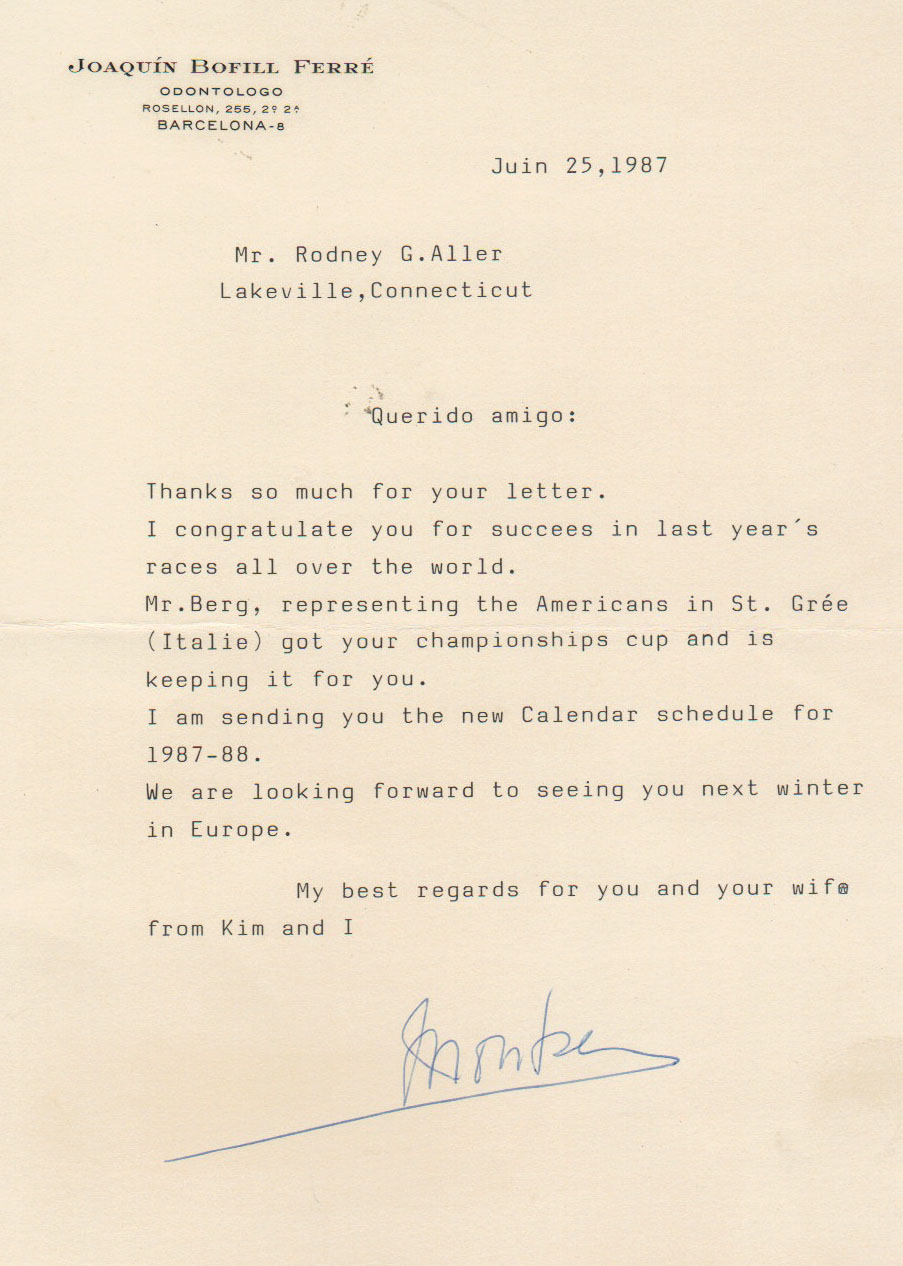 JOAQUÍN BOFILL FERRÉ
ODONTOLOGO
ROSELLON, 255, 2º 2ª
BARCELONA-8
Juin 25,1987
Mr. Rodney G.Aller
Lakeville,Connecticut
Querido amigo:
Thanks so much for your letter.
I congratulate you for succees in last year´s
races all over the world.
Mr.Berg, representing the Americans in St. Grée
(Italie) got your championships cup and is
keeping it for you.
I am sending you the new Calendar schedule for
1987-88.
We are looking forward to seeing you next winter
in Europe.
My best regards for you and your wife
from Kim and I
Montse